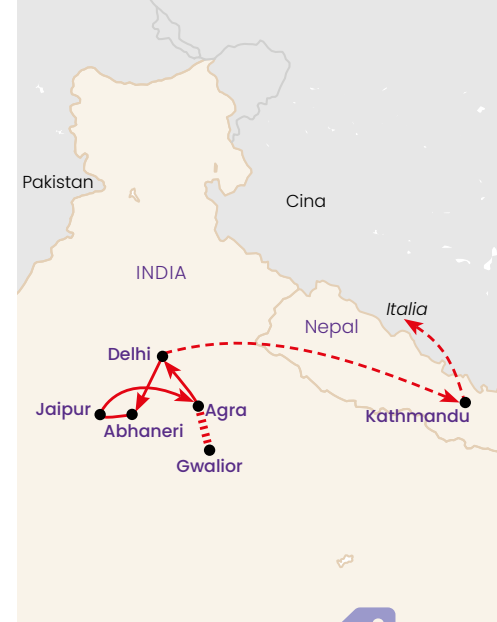 Pakistan
Cina
INDIA
Italia
Nepal
Delhi
Jaipur
Agra
Kathmandu
Abhaneri
Gwalior